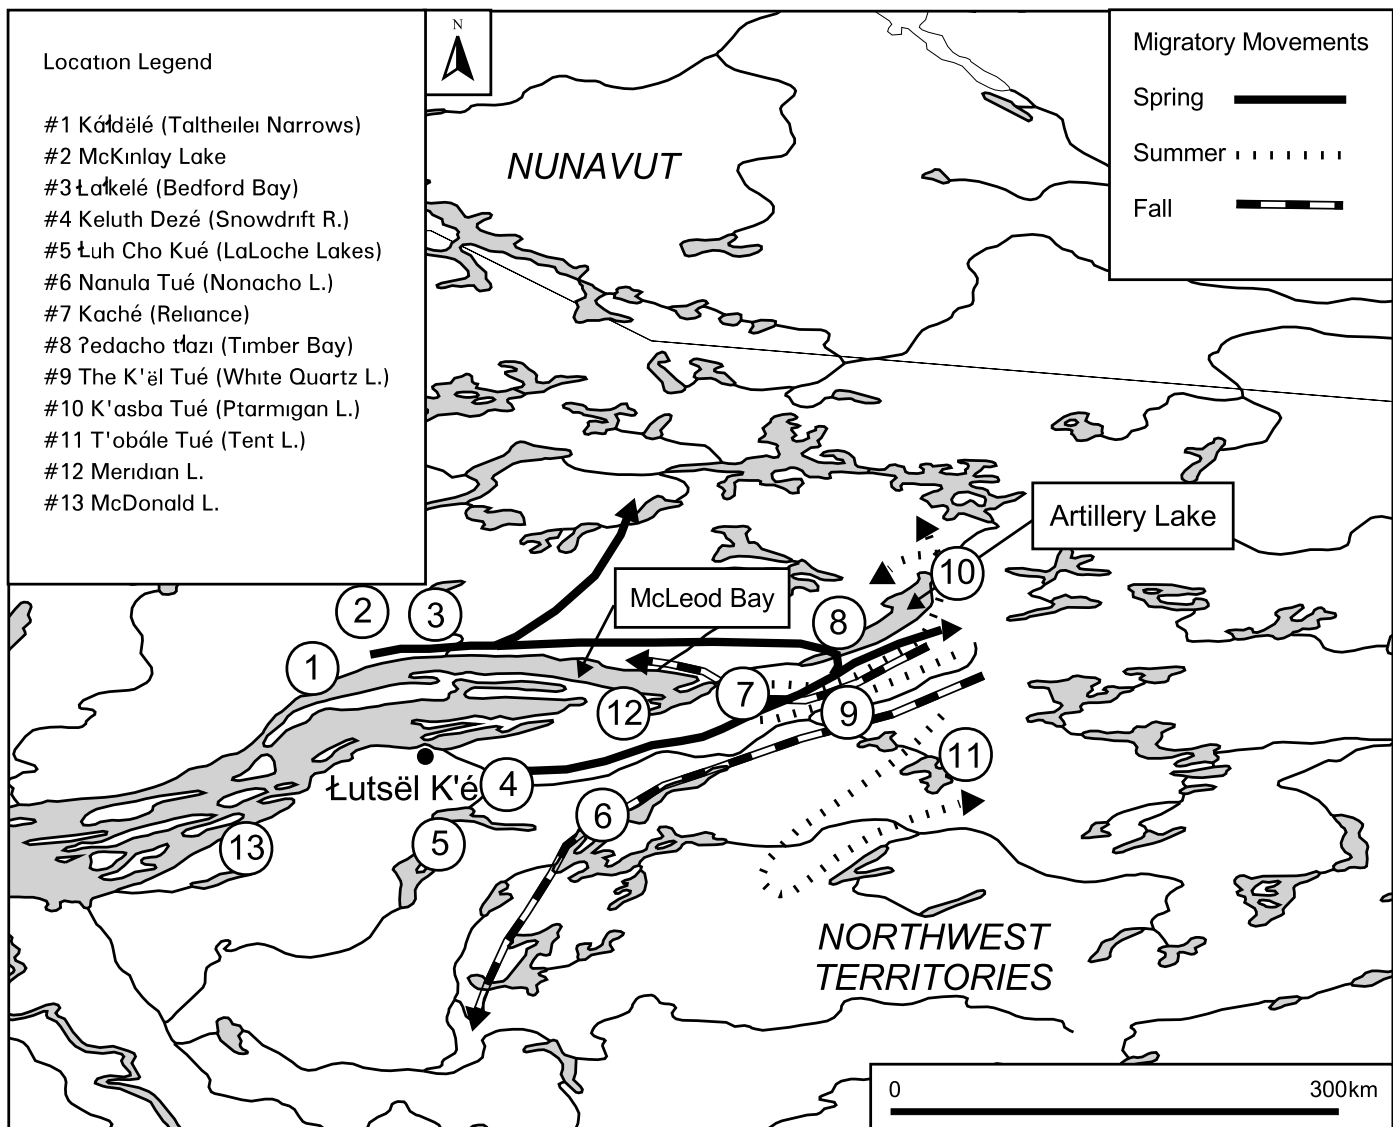 Location Legend
#1 Káłdëlé (Taltheilei Narrows)
#2 McKinlay Lake
#3 Łałkelé (Bedford Bay)
#4 Keluth Dezé (Snowdrift R.)
#5 Łuh Cho Kué (LaLoche Lakes)
#6 Nanula Tué (Nonacho L.)
#7 Kaché (Reliance)
#8 ʔedacho tłazi (Timber Bay)
#9 The K'ël Tué (White Quartz L.)
#10 K'asba Tué (Ptarmigan L.)
#11 T'obále Tué (Tent L.)
#12 Meridian L.
#13 McDonald L.
N
Migratory Movements
Spring
Summer
Fall
NUNAVUT
Artillery Lake
10
McLeod Bay
2
3
8
1
7
12
9
11
4
Łutsël K'é
6
5
13
NORTHWEST
TERRITORIES
0
300km